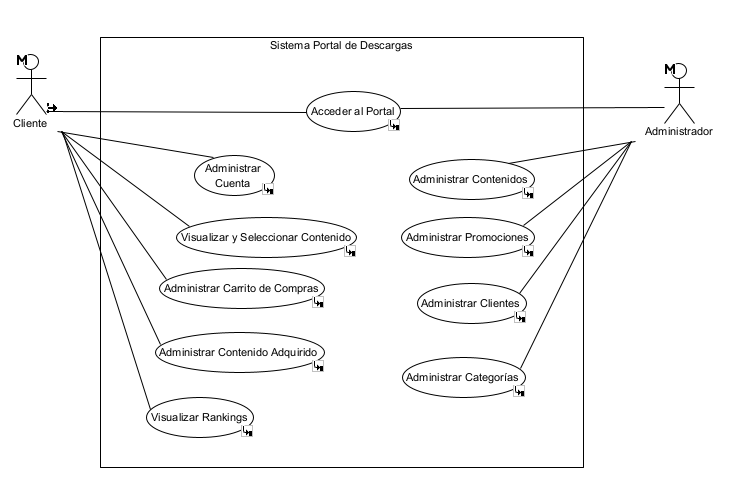 Sistema Portal de Descargas
M
M
Cliente
Acceder al Portal
Administrador
Administrar
Cuenta
Administrar Contenidos
Visualizar y Seleccionar Contenido
Administrar Promociones
Administrar Carrito de Compras
Administrar Clientes
Administrar Contenido Adquirido
Administrar Categorías
Visualizar Rankings